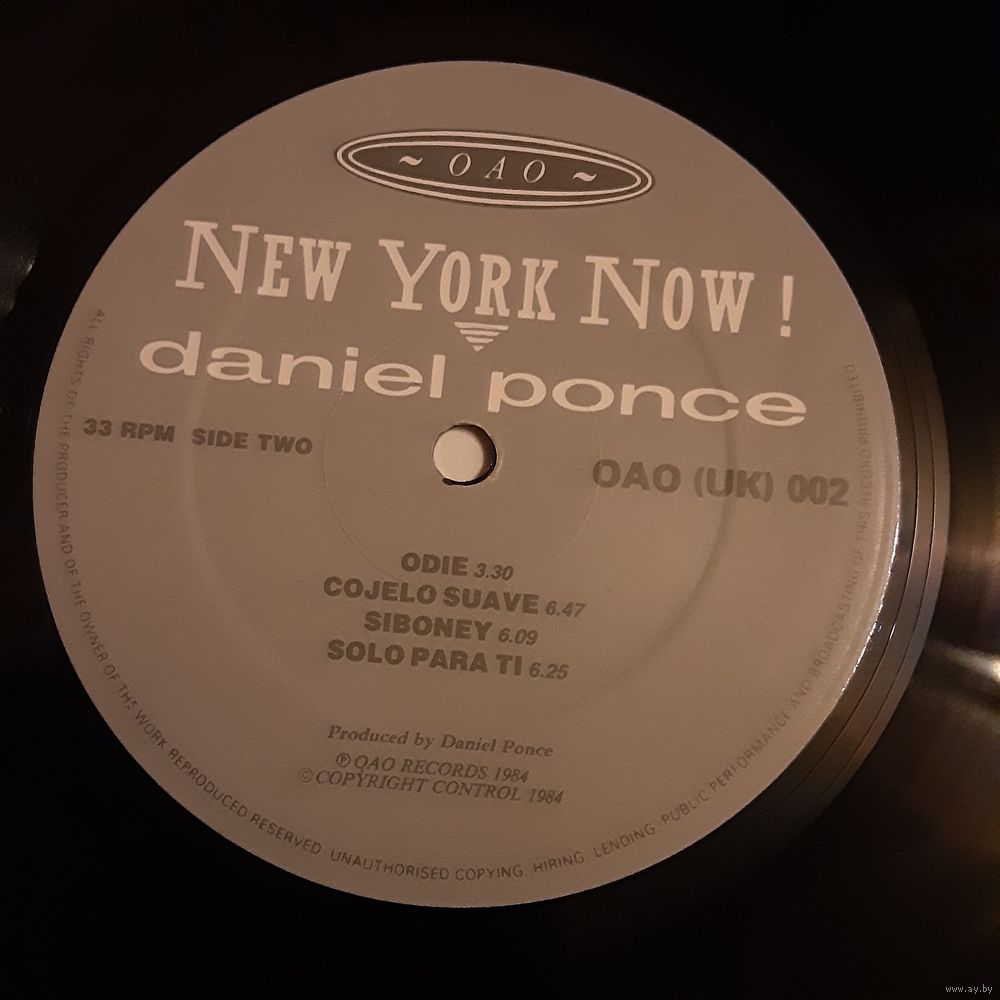 ~ OAO ~
NEW YORK NOW !
daniel ponce
33 RPM SIDE TWO
OAO (UK) 002
ODIE 3.30
COJELO SUAVE 6.47
SIBONEY 6.09
SOLO PARA TI 6.25
Produced by Daniel Ponce
Ⓟ OAO RECORDS 1984
© COPYRIGHT CONTROL 1984
ALL RIGHTS OF THE PRODUCER AND OF THE OWNER OF THE WORK REPRODUCED RESERVED UNAUTHORISED COPYING, HIRING, LENDING, PUBLIC PERFORMANCE AND BROADCASTING OF THIS RECORD PROHIBITED
www.ay.by